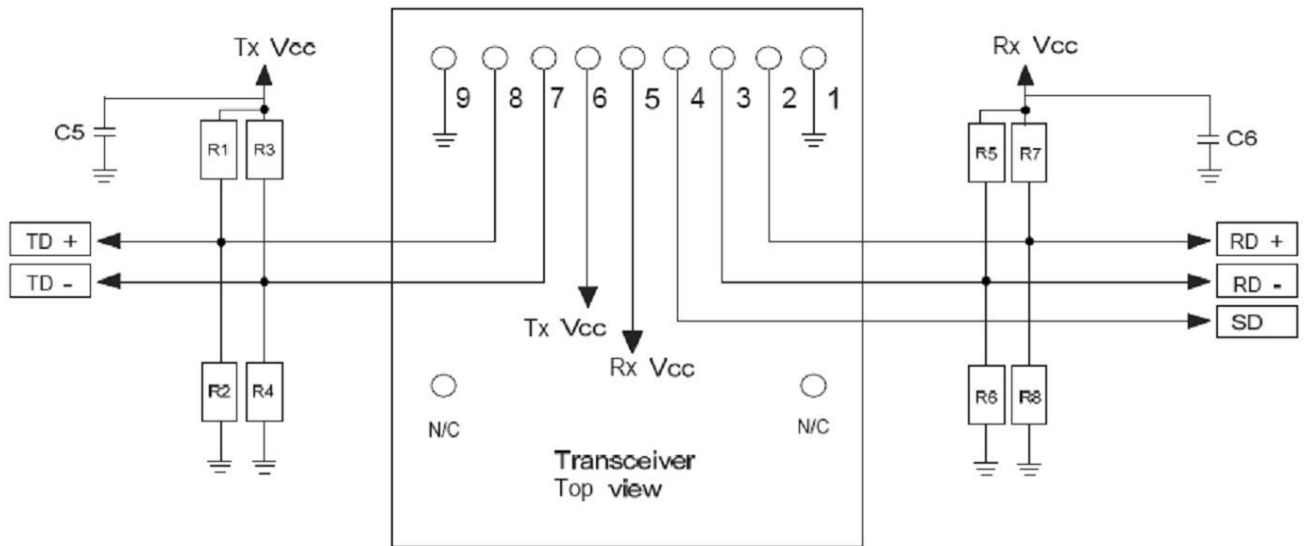 Tx Vcc
Rx Vcc
9 8 7 6 5 4 3 2 1
C5
R1 R3
R5 R7
C6
TD +
RD +
TD -
RD -
Tx Vcc
SD
Rx Vcc
R2 R4
R6 R8
N/C
N/C
Transceiver
Top view